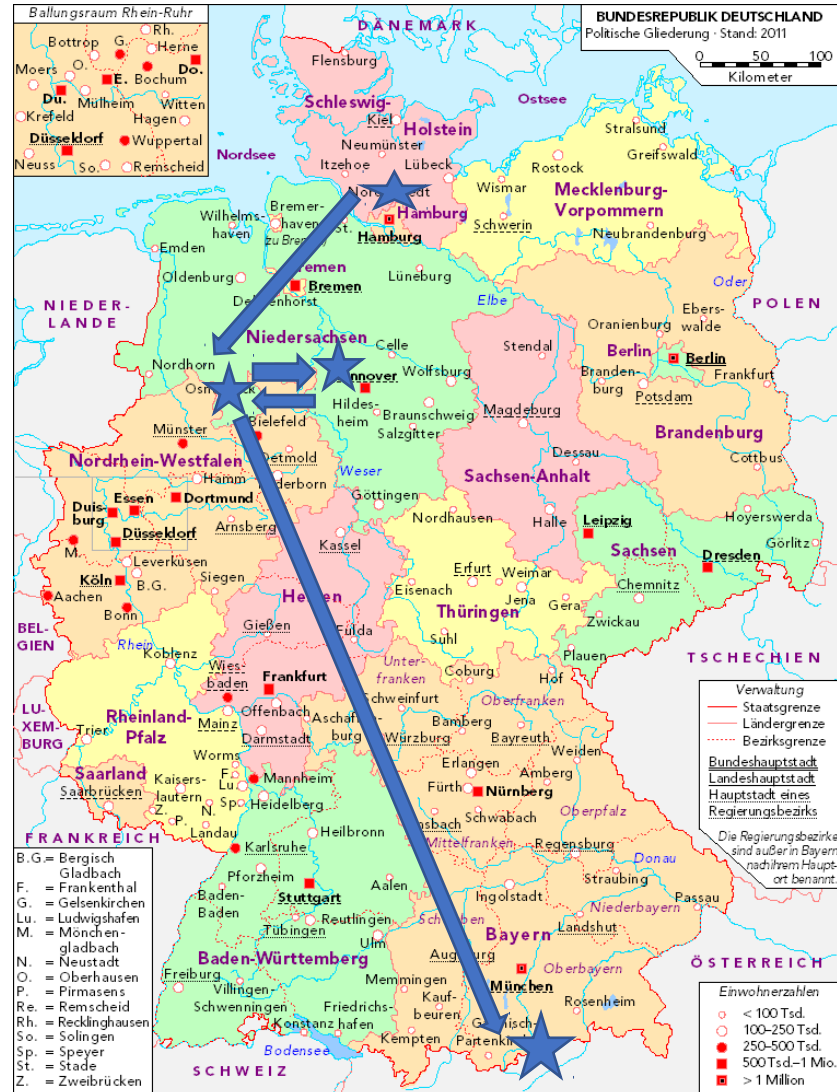 Ballungsraum Rhein-Ruhr
Rh.
Bottrop
G.
Herne
O.
Moers
E.
Bochum
Do.
Du.
Mülheim
Witten
Krefeld
Hagen
Düsseldorf
Wuppertal
Neuss
So.
Remscheid
DÄNEMARK
BUNDESREPUBLIK DEUTSCHLAND
Politische Gliederung · Stand: 2011
0 50 100
Kilometer
Flensburg
Schleswig-
Holstein
Kiel
Neumünster
Itzehoe
Lübeck
Nordsee
Ostsee
Stralsund
Greifswald
Rostock
Wismar
Mecklenburg-
Vorpommern
Schwerin
Neubrandenburg
Hamburg
Hamburg
Bremer-
haven
zu Bremen
St.
Wilhelms-
haven
Emden
Oldenburg
Bremen
Delmenhorst
Lüneburg
Elbe
Oder
NIEDER-
LANDE
POLEN
Niedersachsen
Nordhorn
Celle
Wolfsburg
Hildes-
heim
Braunschweig
Salzgitter
Stendal
Oranienburg
Ebers-
walde
Berlin
Berlin
Branden-
burg
Potsdam
Frankfurt
Magdeburg
Brandenburg
Münster
Bielefeld
Detmold
Nordrhein-Westfalen
Hamm
Weser
Göttingen
Dessau
Sachsen-Anhalt
Cottbus
Duis-
burg
Essen
Dortmund
Düsseldorf
Arnsberg
M.
Leverkusen
Köln
B.G.
Siegen
Aachen
Bonn
Kassel
Nordhausen
Halle
Leipzig
Hoyerswerda
Görlitz
Sachsen
Dresden
Erfurt
Weimar
Eisenach
Jena
Gera
Thüringen
Suhl
Chemnitz
Zwickau
Plauen
BEL-
GIEN
Rhein
Gießen
Fulda
Koblenz
TSCHECHIEN
LU-
XEM-
BURG
Wies-
baden
Frankfurt
Offenbach
Mainz
Darmstadt
Rheinland-
Pfalz
Trier
Worms
F.
Lu.
Sp.
Mannheim
Heidelberg
Saarland
Saarbrücken
Kaisers-
lautern
Z.
P.
N.
Landau
Unter-
franken
Schweinfurt
Aschaffen-
burg
Würzburg
Coburg
Hof
Oberfranken
Bamberg
Bayreuth
Weiden
Erlangen
Amberg
Fürth
Nürnberg
Schwabach
Oberpfalz
Mittelfranken
Regensburg
Donau
Straubing
Passau
Ingolstadt
Niederbayern
Landshut
Bayern
München
Oberbayern
Rosenheim
Kauf-
beuren
Kempten
Memmingen
FRANKREICH
Karlsruhe
Heilbronn
Pforzheim
Stuttgart
Aalen
Baden-
Baden
Tübingen
Reutlingen
Ulm
Baden-Württemberg
Freiburg
Villingen-
Schwenningen
Friedrichs-
hafen
Konstanz
Bodensee
SCHWEIZ
ÖSTERREICH
B.G.= Bergisch
Gladbach
F. = Frankenthal
G. = Gelsenkirchen
Lu. = Ludwigshafen
M. = Mönchen-
gladbach
N. = Neustadt
O. = Oberhausen
P. = Pirmasens
Re. = Remscheid
Rh. = Recklinghausen
So. = Solingen
Sp. = Speyer
St. = Stade
Z. = Zweibrücken
Verwaltung
Staatsgrenze
Ländergrenze
Bezirksgrenze
Bundeshauptstadt
Landeshauptstadt
Hauptstadt eines
Regierungsbezirks
Die Regierungsbezirke
sind außer in Bayern
nach ihrem Haupt-
ort benannt.
Einwohnerzahlen
< 100 Tsd.
100–250 Tsd.
250–500 Tsd.
500 Tsd.–1 Mio.
> 1 Million